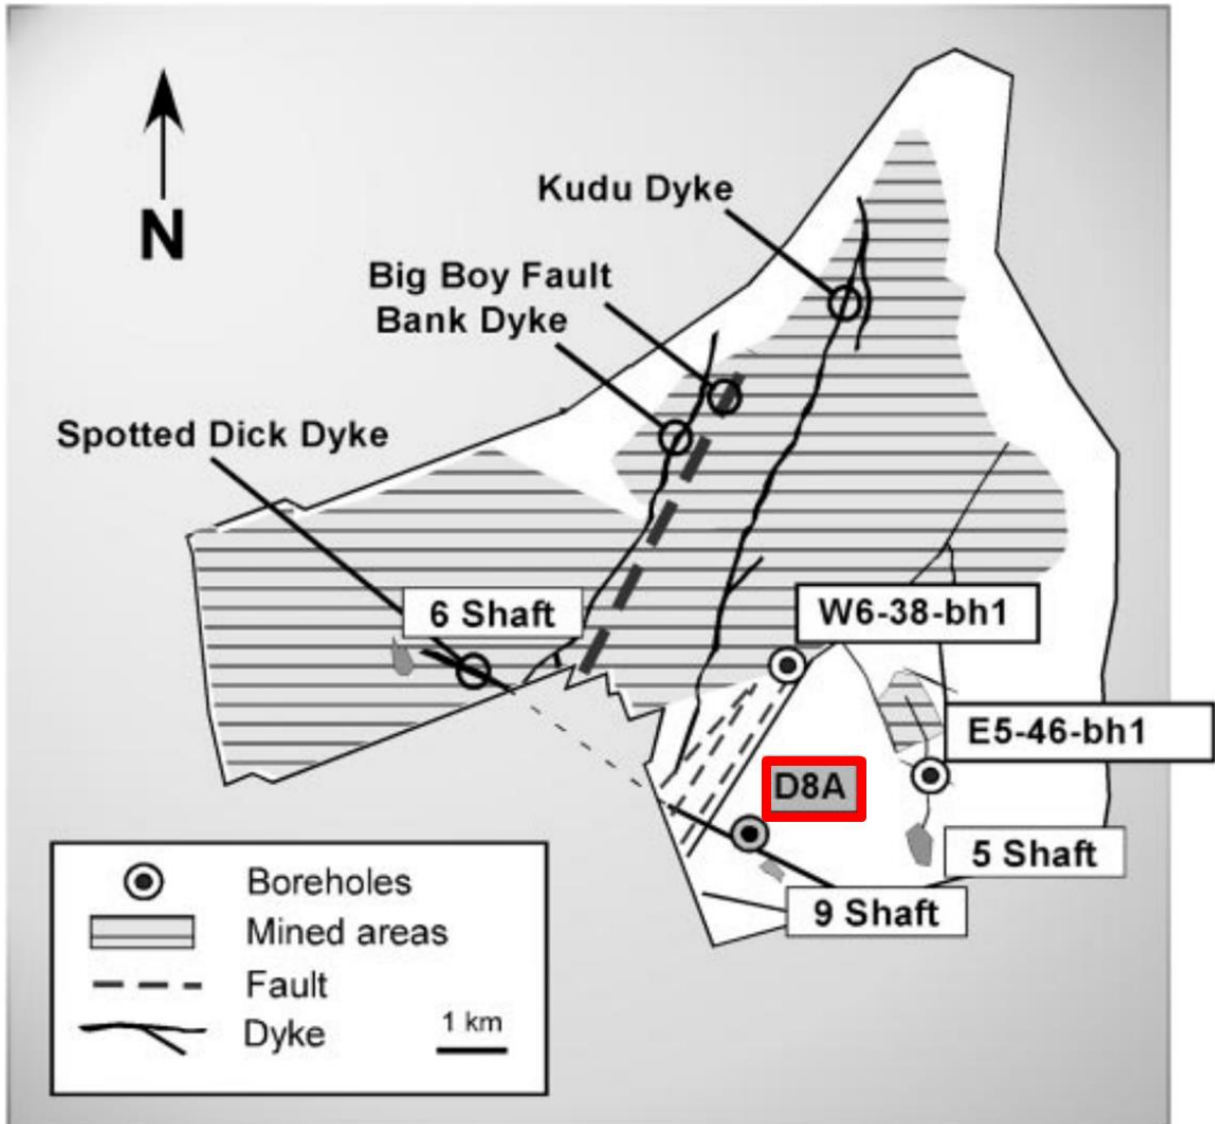 Kudu Dyke
Big Boy Fault
Bank Dyke
Spotted Dick Dyke
N
6 Shaft
W6-38-bh1
E5-46-bh1
D8A
5 Shaft
9 Shaft
Boreholes
Mined areas
Fault
Dyke
1 km